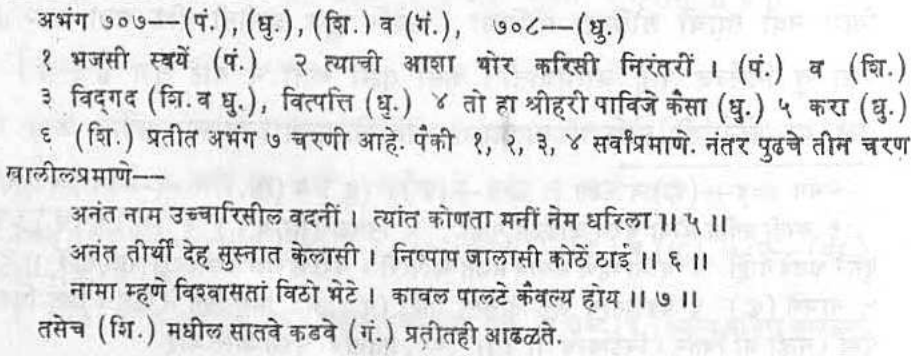 अभंग ७०७—(पं.), (धु.), (शि.) व (गं.), ७०८—(धु.)
१ भजसी स्वयें (पं.) २ त्याची आशा थोर करिसी निरंतरीं । (पं.) व (शि.)
३ विद्गद (शि. व धु.), वित्पत्ति (धु.) ४ तो हा श्रीहरी पाविजे कैसा (धु.) ५ करा (धु.)
६ (शि.) प्रतीत अभंग ७ चरणी आहे. पैकी १, २, ३, ४ सर्वांप्रमाणे. नंतर पुढचे तीन चरण
खालीलप्रमाणे—
अनंत नाम उच्चारिसील वदनीं । त्यांत कोणता मनीं नेम धरिला ॥ ५ ॥
अनंत तीर्थीं देह सुस्नात केलासी । निष्पाप जालासी कोठें ठाईं ॥ ६ ॥
नामा म्हणे विश्वासतां विठो भेटे । कावल पालटे कैवल्य होय ॥ ७ ॥
तसेच (शि.) मधील सातवे कडवे (गं.) प्रतीतही आढळते.